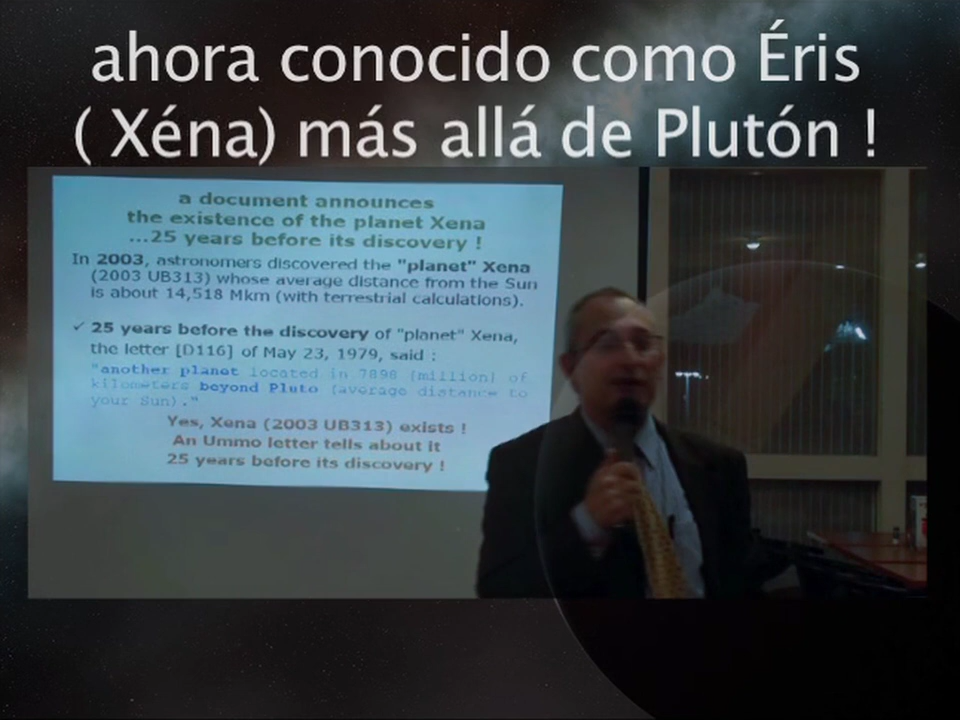 ahora conocido como Éris
( Xéna) más allá de Plutón !
a document announces
the existence of the planet Xena
...25 years before its discovery !
In 2003, astronomers discovered the "planet" Xena
(2003 UB313) whose average distance from the Sun
is about 14,518 Mkm (with terrestrial calculations).
✓ 25 years before the discovery of "planet" Xena,
the letter [D116] of May 23, 1979, said :
"another planet located in 7898 [million] of
kilometers beyond Pluto (average distance to
your Sun)."
Yes, Xena (2003 UB313) exists !
An Ummo letter tells about it
25 years before its discovery !